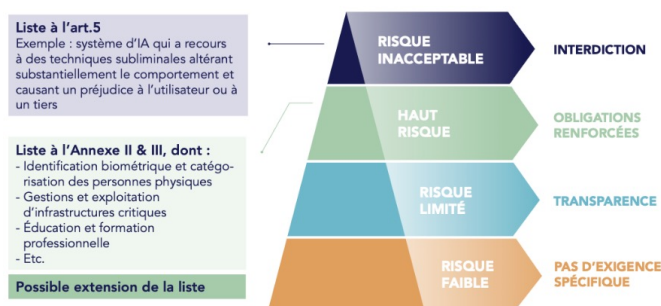 Liste à l'art.5
Exemple : système d'IA qui a recours
à des techniques subliminales altérant
substantiellement le comportement et
causant un préjudice à l'utilisateur ou à
un tiers
Liste à l'Annexe II & III, dont :
- Identification biométrique et catégo-
risation des personnes physiques
- Gestions et exploitation
d'infrastructures critiques
- Éducation et formation
professionnelle
- Etc.
Possible extension de la liste
RISQUE
INACCEPTABLE
INTERDICTION
HAUT
RISQUE
OBLIGATIONS
RENFORCÉES
RISQUE
LIMITÉ
TRANSPARENCE
RISQUE
FAIBLE
PAS D'EXIGENCE
SPÉCIFIQUE